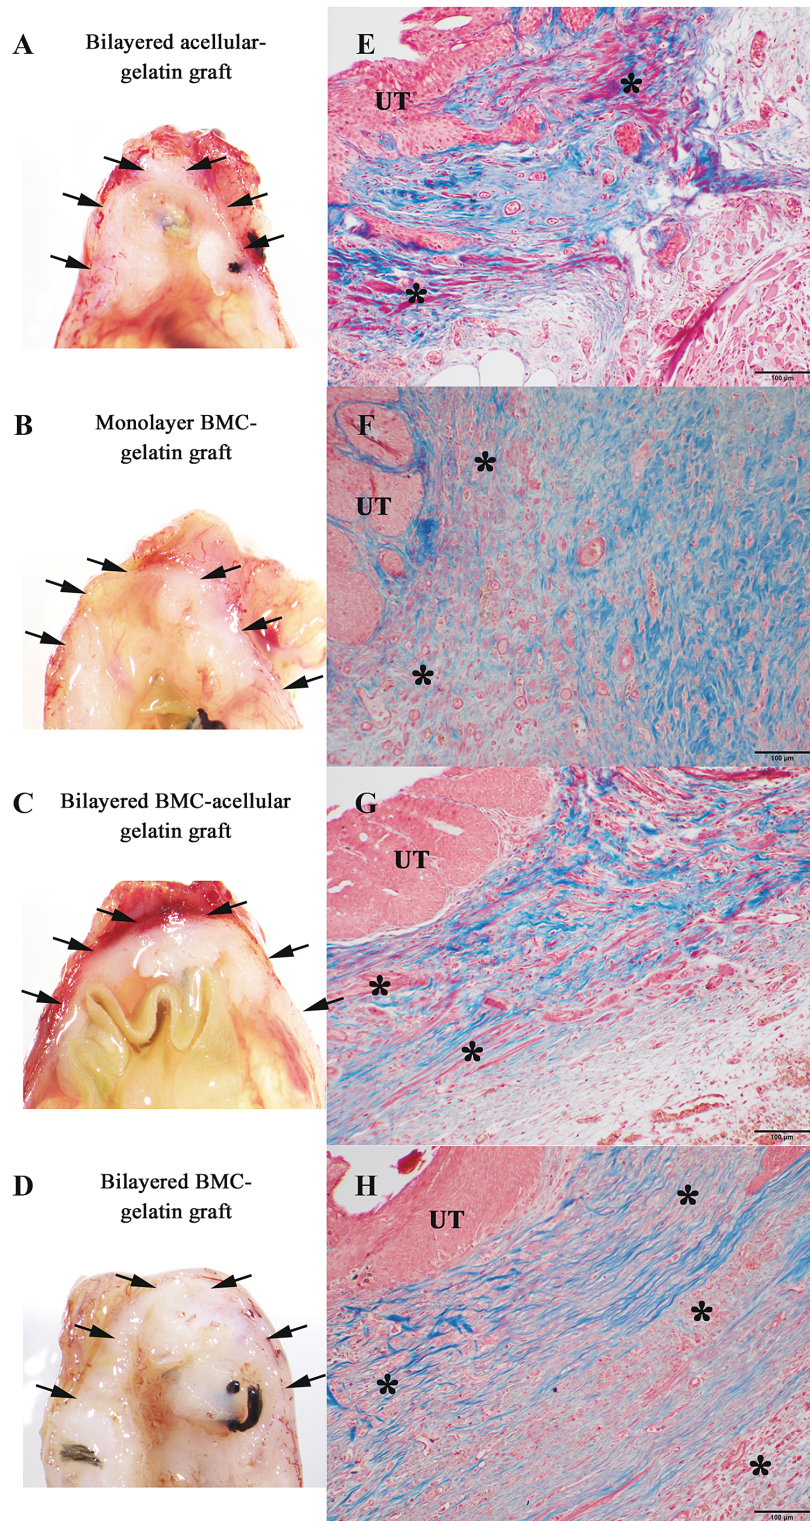 A
Bilayered acellular-
gelatin graft
E
UT
*
*
100 µm
B
Monolayer BMC-
gelatin graft
F
*
UT
*
100 µm
C
Bilayered BMC-acellular
gelatin graft
G
UT
*
*
100 µm
D
Bilayered BMC-
gelatin graft
H
*
UT
*
*
*
100 µm